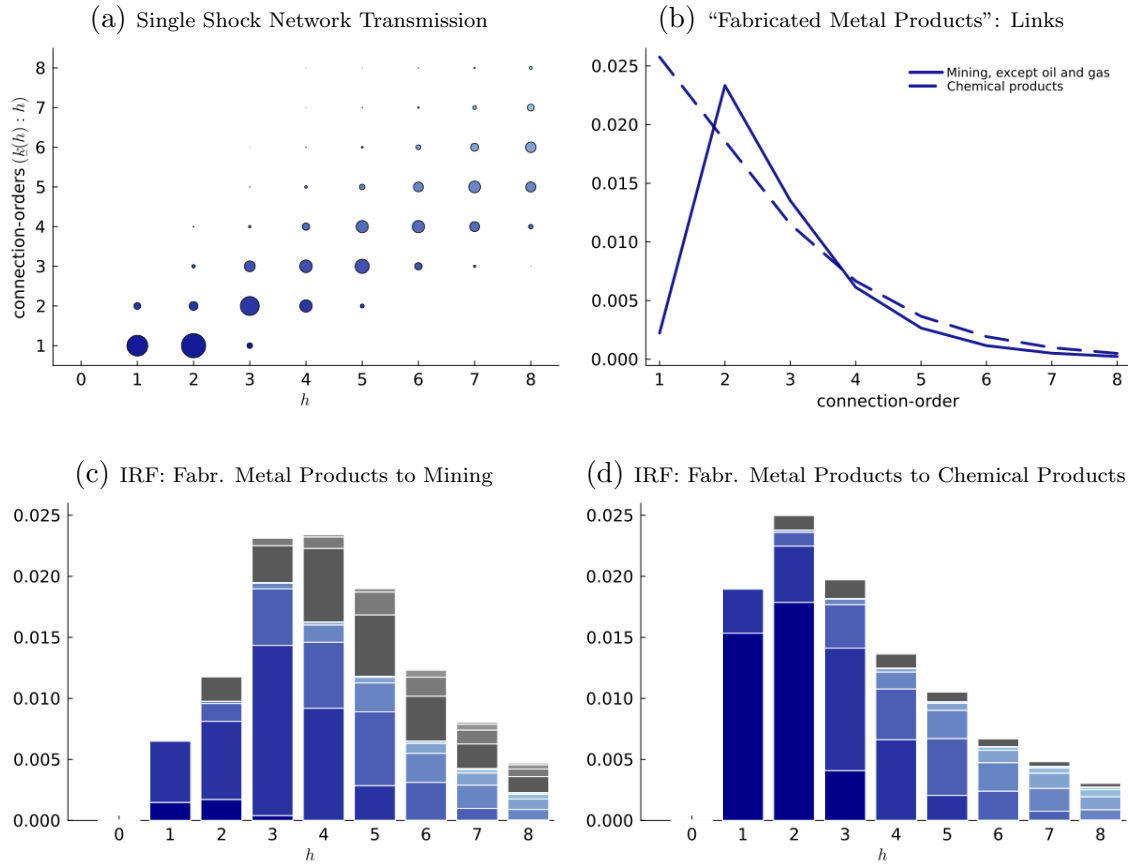 (a) Single Shock Network Transmission
connection-orders (k̲(h) : h)
8
7
6
5
4
3
2
1
0 1 2 3 4 5 6 7 8
h
(b) “Fabricated Metal Products”: Links
Mining, except oil and gas
Chemical products
0.025
0.020
0.015
0.010
0.005
0.000
1 2 3 4 5 6 7 8
connection-order
(c) IRF: Fabr. Metal Products to Mining
0.025
0.020
0.015
0.010
0.005
0.000
0 1 2 3 4 5 6 7 8
h
(d) IRF: Fabr. Metal Products to Chemical Products
0.025
0.020
0.015
0.010
0.005
0.000
0 1 2 3 4 5 6 7 8
h